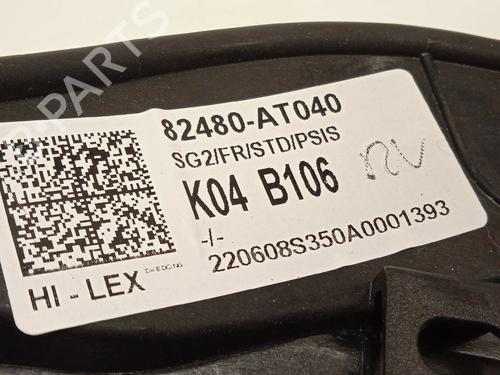 82480-AT040
SG2/FR/STD/PSIS
K04 B106
-/-
220608S350A0001393
HI - LEX